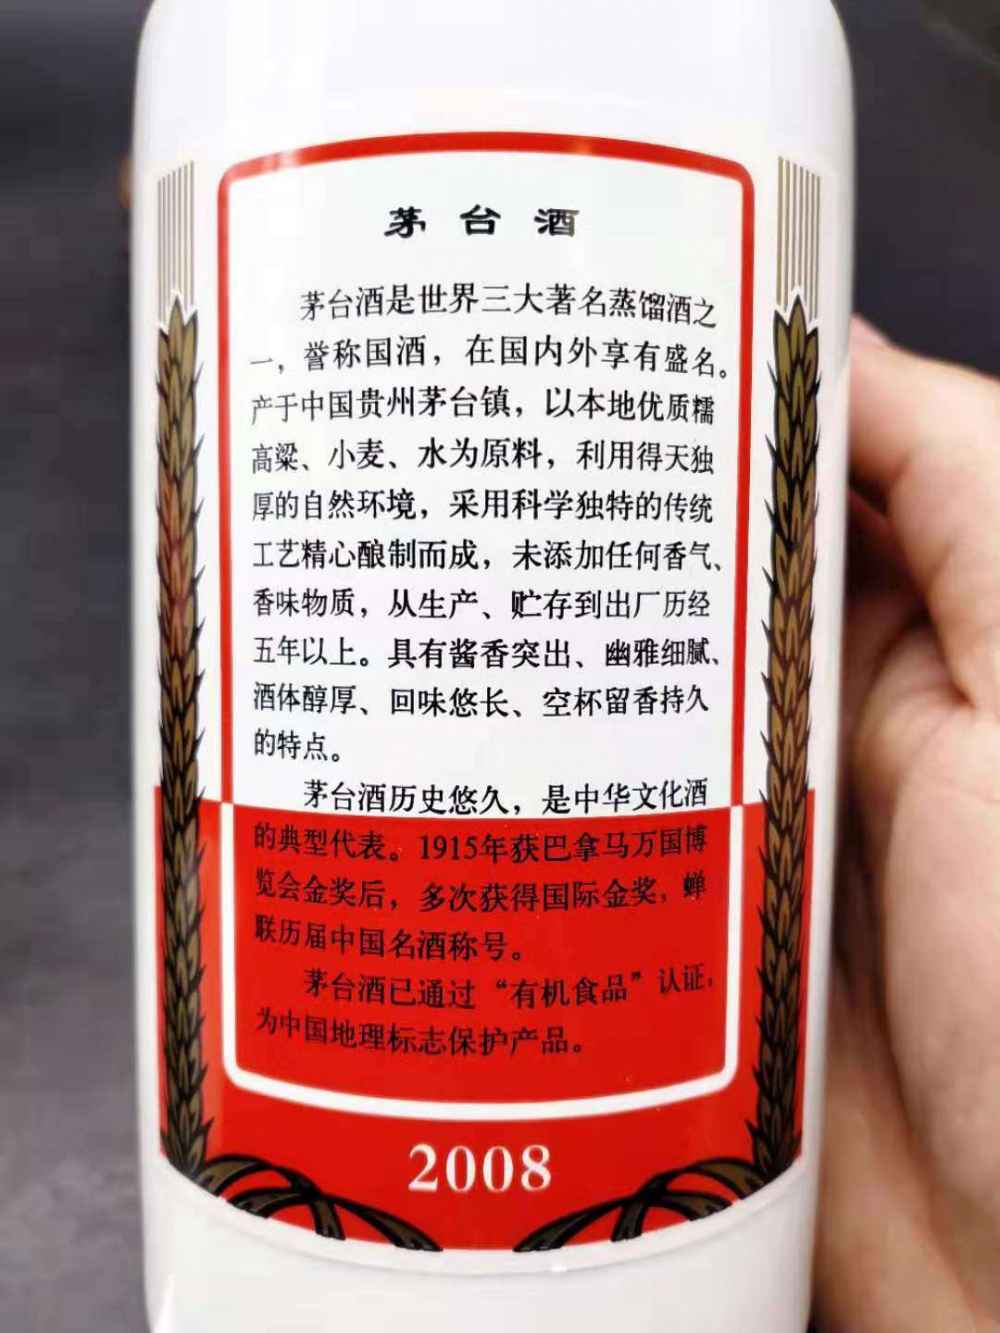 茅台酒
茅台酒是世界三大著名蒸馏酒之
一，誉称国酒，在国内外享有盛名。
产于中国贵州茅台镇，以本地优质糯
高粱、小麦、水为原料，利用得天独
厚的自然环境，采用科学独特的传统
工艺精心酿制而成，未添加任何香气、
香味物质，从生产、贮存到出厂历经
五年以上。具有酱香突出、幽雅细腻、
酒体醇厚、回味悠长、空杯留香持久
的特点。
茅台酒历史悠久，是中华文化酒
的典型代表。1915年获巴拿马万国博
览会金奖后，多次获得国际金奖，蝉
联历届中国名酒称号。
茅台酒已通过“有机食品”认证，
为中国地理标志保护产品。
2008